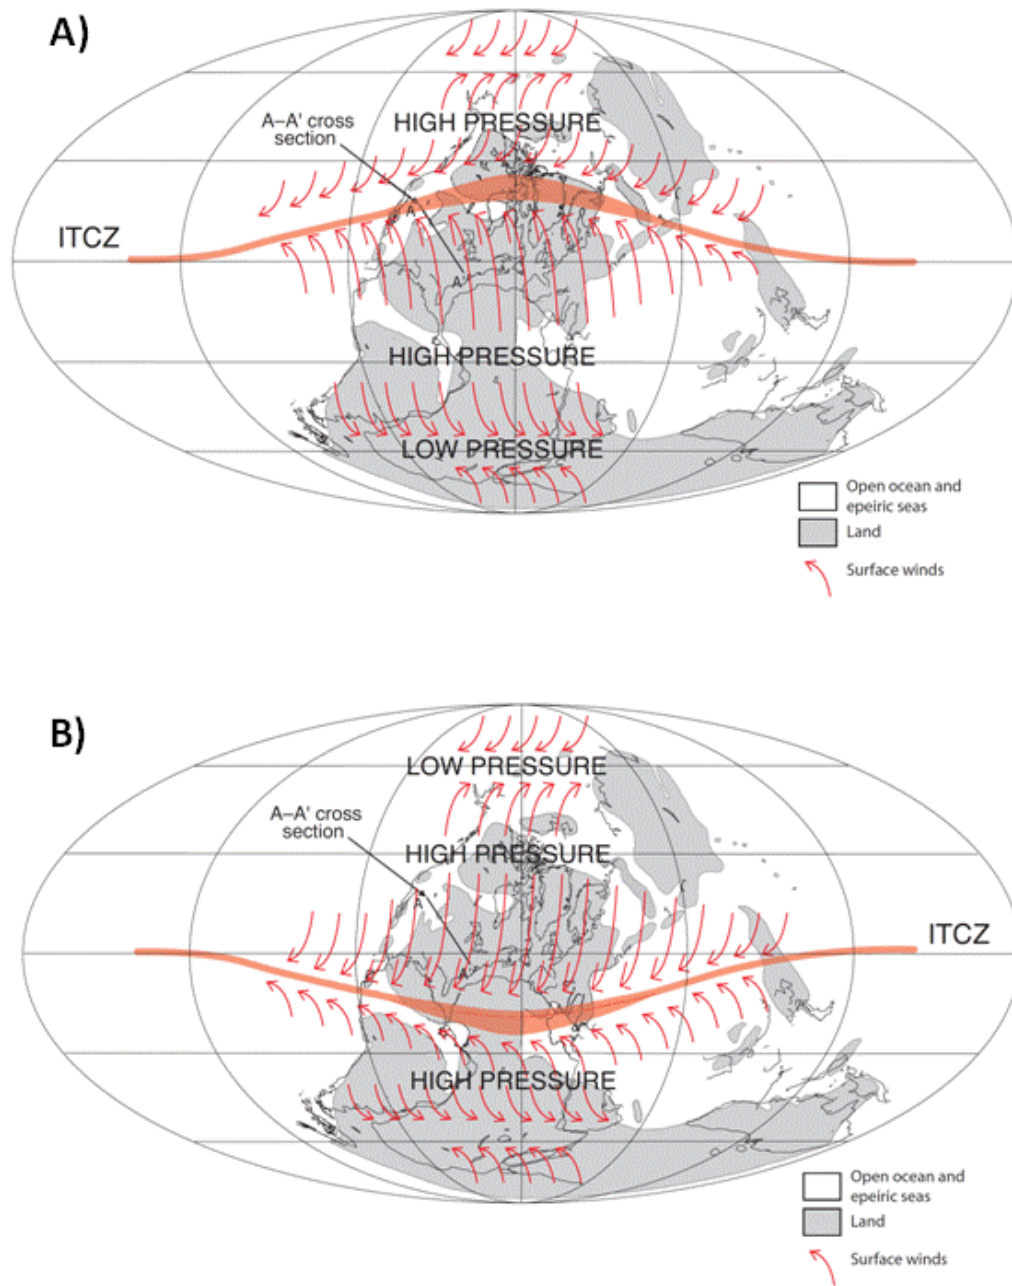 A)
A–A' cross
section
HIGH PRESSURE
ITCZ
A
A'
HIGH PRESSURE
LOW PRESSURE
Open ocean and
epeiric seas
Land
Surface winds
B)
LOW PRESSURE
A–A' cross
section
HIGH PRESSURE
A
ITCZ
A'
HIGH PRESSURE
Open ocean and
epeiric seas
Land
Surface winds